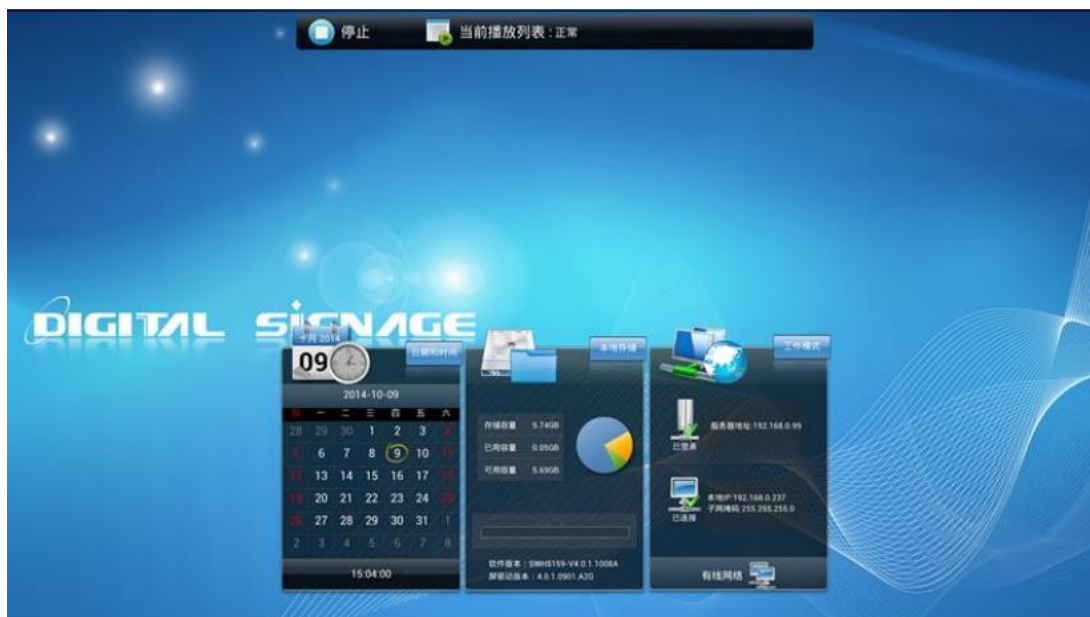 停止
当前播放列表：正常
DIGITAL SIGNAGE
十月 2014
09
日期和时间
2014-10-09
日 一 二 三 四 五 六
28 29 30 1 2 3 4
5 6 7 8 9 10 11
12 13 14 15 16 17 18
19 20 21 22 23 24 25
26 27 28 29 30 31 1
2 3 4 5 6 7 8
15:04:00
本地存储
存储容量 5.74GB
已用容量 0.05GB
可用容量 5.69GB
软件版本：SWHS159-V4.0.1.1008A
屏驱动版本：4.0.1.0901.A2G
工作模式
服务器地址:192.168.0.99
已登录
本地IP:192.168.0.237
子网掩码 255.255.255.0
已连接
有线网络